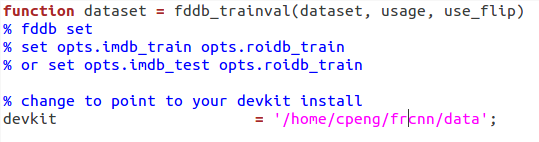 function dataset = fddb_trainval(dataset, usage, use_flip)
% fddb set
% set opts.imdb_train opts.roidb_train
% or set opts.imdb_test opts.roidb_train
% change to point to your devkit install
devkit                      = '/home/cpeng/frcnn/data';